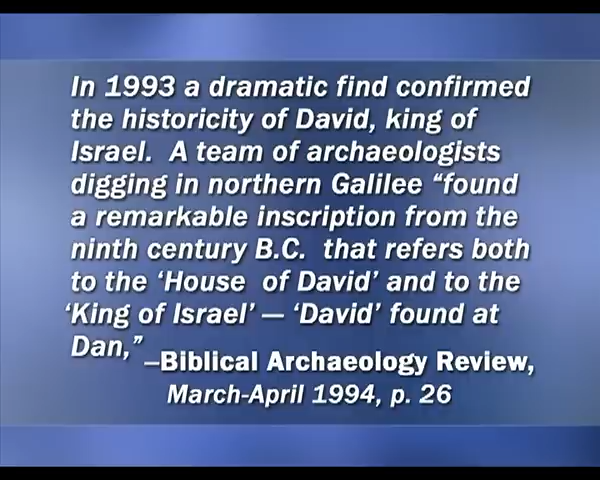 In 1993 a dramatic find confirmed
the historicity of David, king of
Israel.  A team of archaeologists
digging in northern Galilee “found
a remarkable inscription from the
ninth century B.C.  that refers both
to the ‘House  of David’ and to the
‘King of Israel’ — ‘David’ found at
Dan,”
–Biblical Archaeology Review,
March-April 1994, p. 26